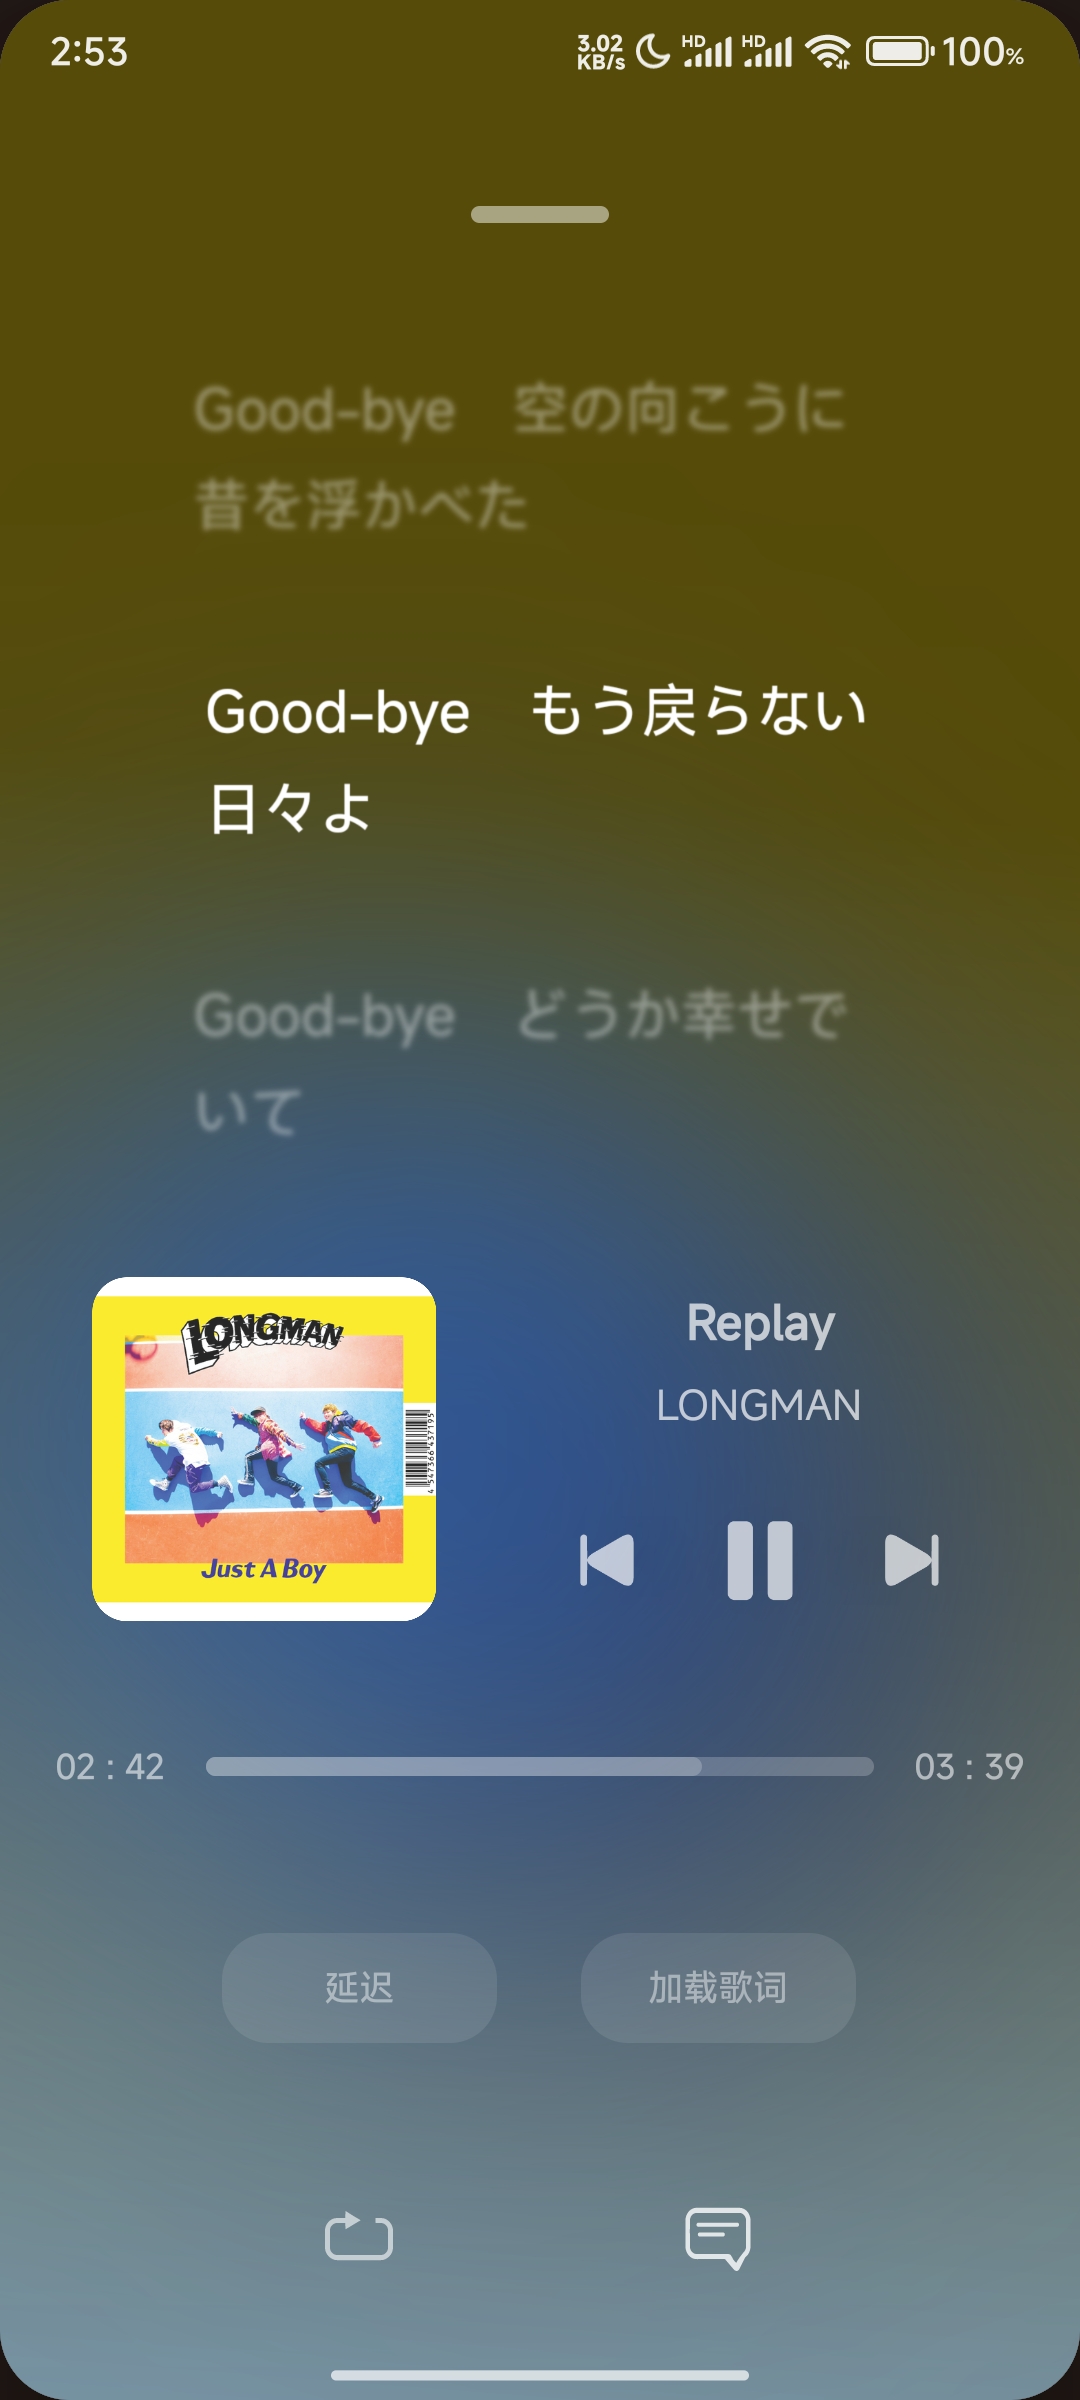 2:53
3.02
KB/s
HD HD 100%
Good-bye　空の向こうに
昔を浮かべた
Good-bye　もう戻らない
日々よ
Good-bye　どうか幸せで
いて
LONGMAN
4 547366 437195
Just A Boy
Replay
LONGMAN
02 : 42
03 : 39
延迟
加载歌词